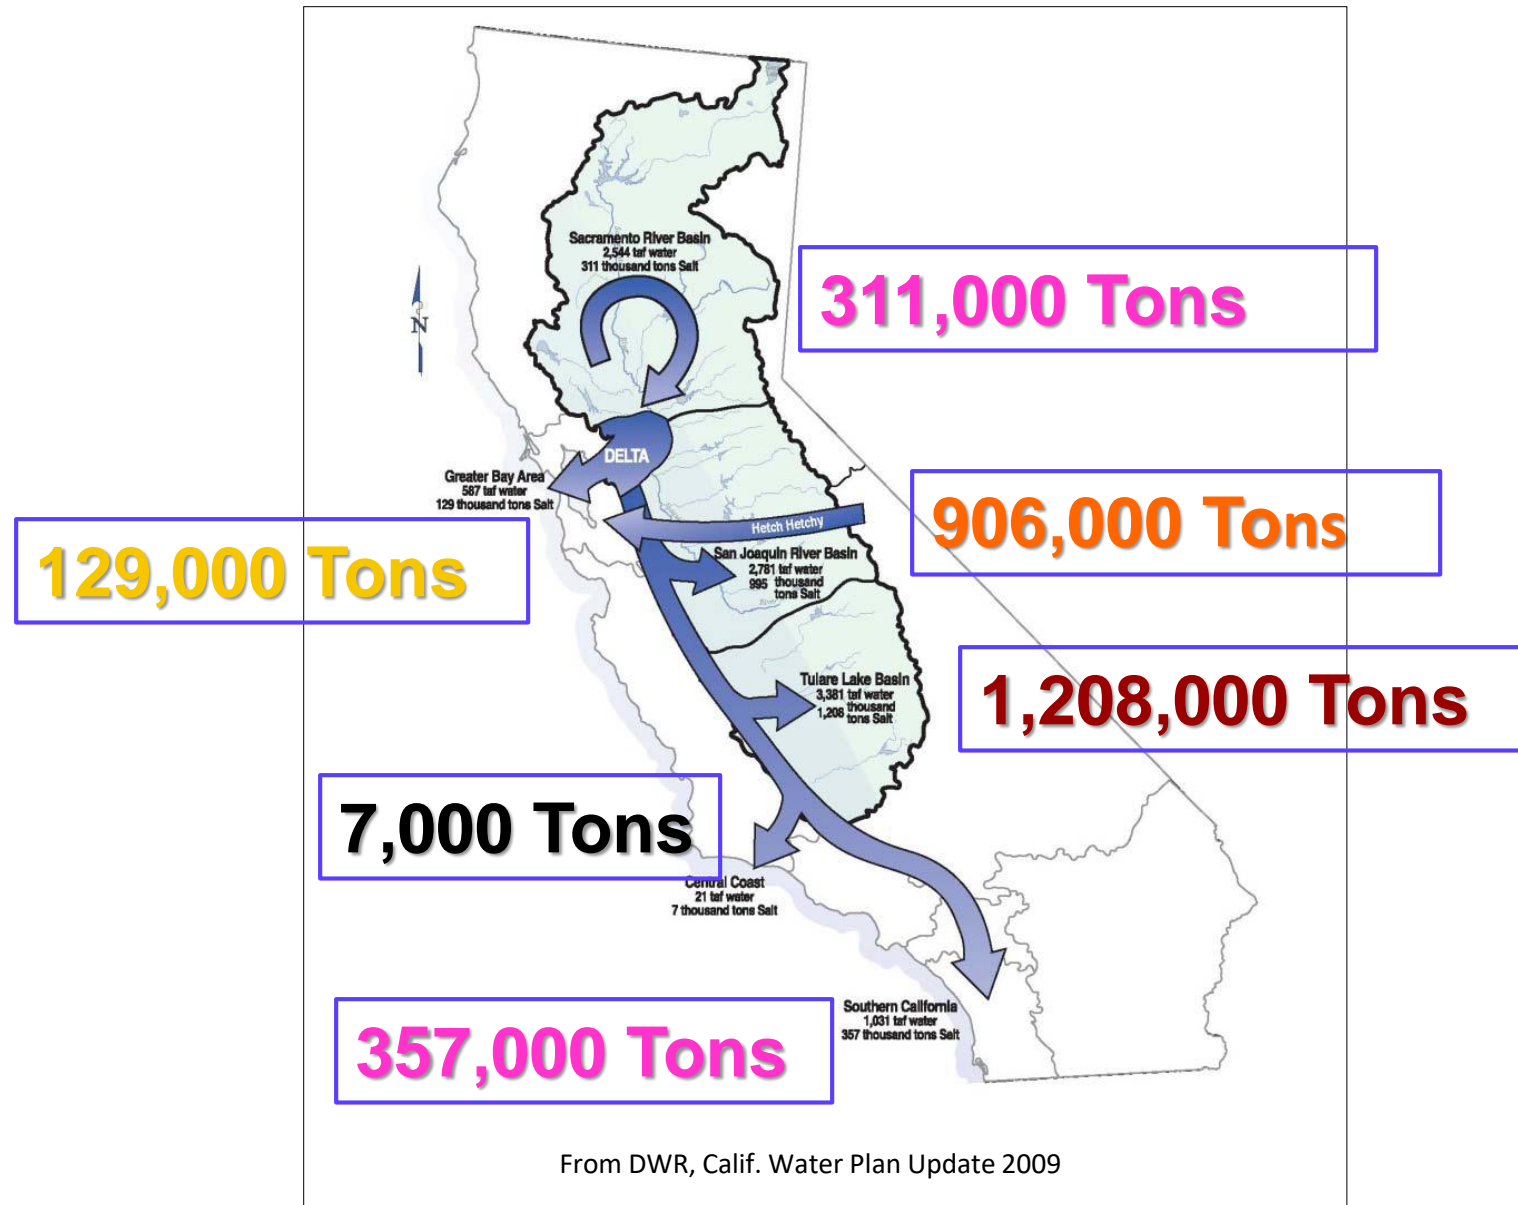 Sacramento River Basin
2,544 taf water
311 thousand tons Salt
311,000 Tons
N
DELTA
Greater Bay Area
587 taf water
129 thousand tons Salt
129,000 Tons
Hetch Hetchy
906,000 Tons
San Joaquin River Basin
2,781 taf water
995 thousand
tons Salt
River
Tulare Lake Basin
3,381 taf water
1,208 thousand
tons Salt
1,208,000 Tons
7,000 Tons
Central Coast
21 taf water
7 thousand tons Salt
Southern California
1,031 taf water
357 thousand tons Salt
357,000 Tons
From DWR, Calif. Water Plan Update 2009